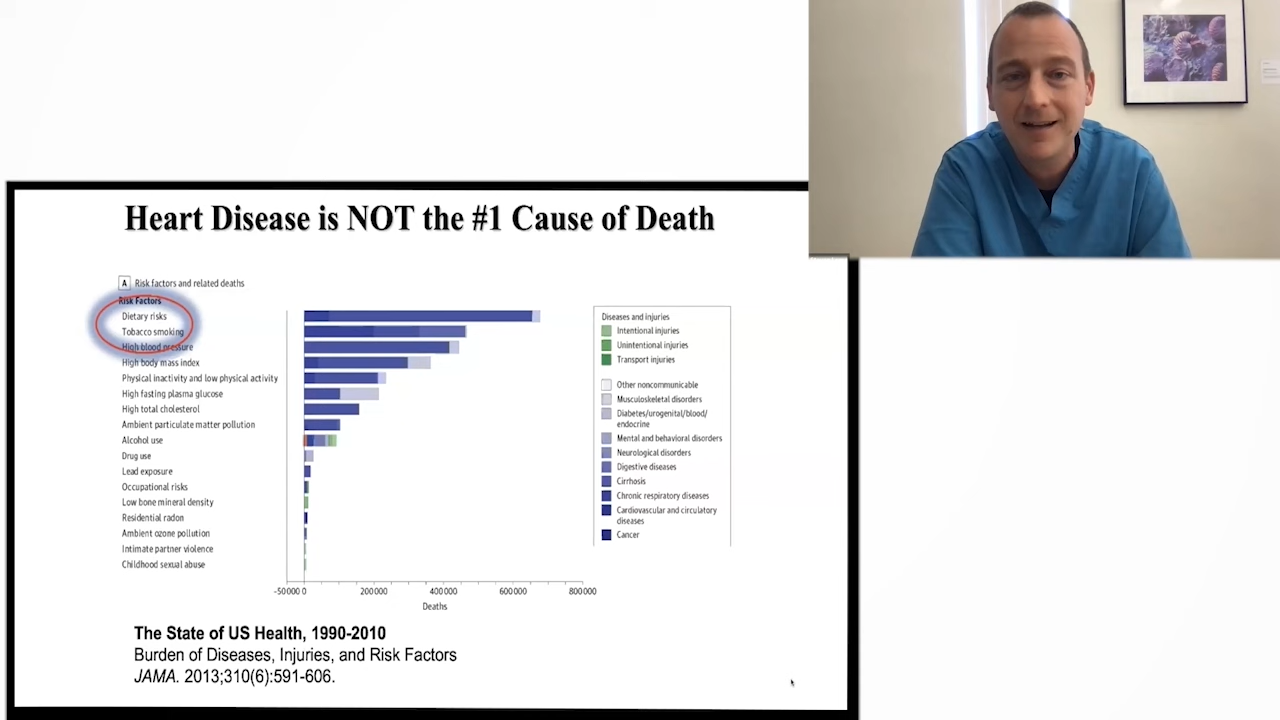 Heart Disease is NOT the #1 Cause of Death
A Risk factors and related deaths
Risk Factors
Dietary risks
Tobacco smoking
High blood pressure
High body mass index
Physical inactivity and low physical activity
High fasting plasma glucose
High total cholesterol
Ambient particulate matter pollution
Alcohol use
Drug use
Lead exposure
Occupational risks
Low bone mineral density
Residential radon
Ambient ozone pollution
Intimate partner violence
Childhood sexual abuse
-50000 0 200000 400000 600000 800000
Deaths
Diseases and injuries
Intentional injuries
Unintentional injuries
Transport injuries
Other noncommunicable
Musculoskeletal disorders
Diabetes/urogenital/blood/
endocrine
Mental and behavioral disorders
Neurological disorders
Digestive diseases
Cirrhosis
Chronic respiratory diseases
Cardiovascular and circulatory
diseases
Cancer
The State of US Health, 1990-2010
Burden of Diseases, Injuries, and Risk Factors
JAMA. 2013;310(6):591-606.